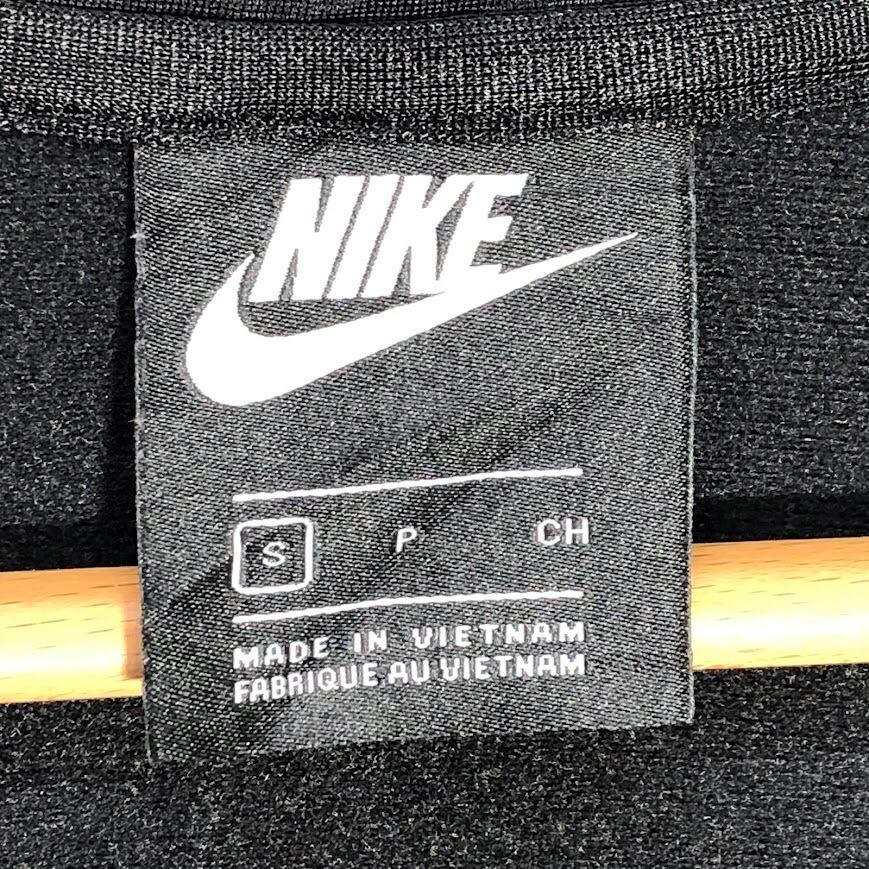 NIKE
S P CH
MADE IN VIETNAM
FABRIQUE AU VIETNAM